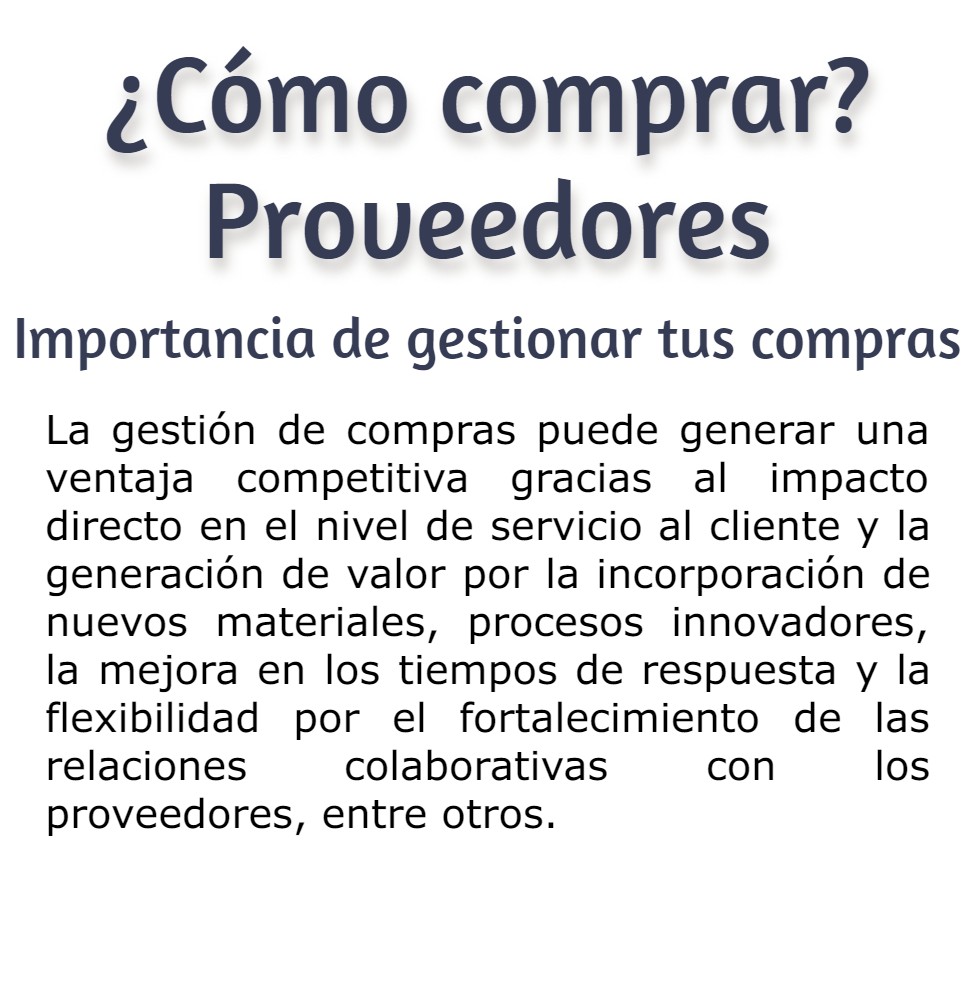 ¿Cómo comprar?
Proveedores
Importancia de gestionar tus compras
La gestión de compras puede generar una
ventaja competitiva gracias al impacto
directo en el nivel de servicio al cliente y la
generación de valor por la incorporación de
nuevos materiales, procesos innovadores,
la mejora en los tiempos de respuesta y la
flexibilidad por el fortalecimiento de las
relaciones colaborativas con los
proveedores, entre otros.